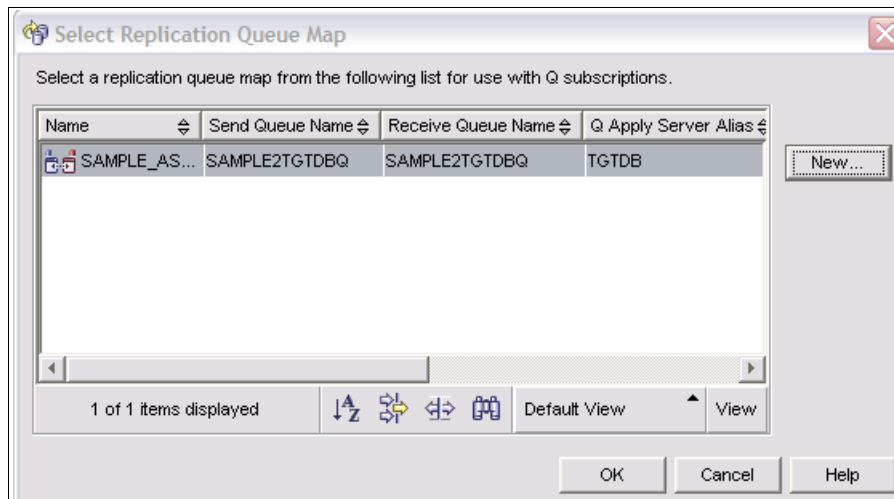 Select Replication Queue Map
Select a replication queue map from the following list for use with Q subscriptions.
Name Send Queue Name Receive Queue Name Q Apply Server Alias
SAMPLE_AS... SAMPLE2TGTDBQ SAMPLE2TGTDBQ TGTDB
New...
1 of 1 items displayed Default View View
OK Cancel Help